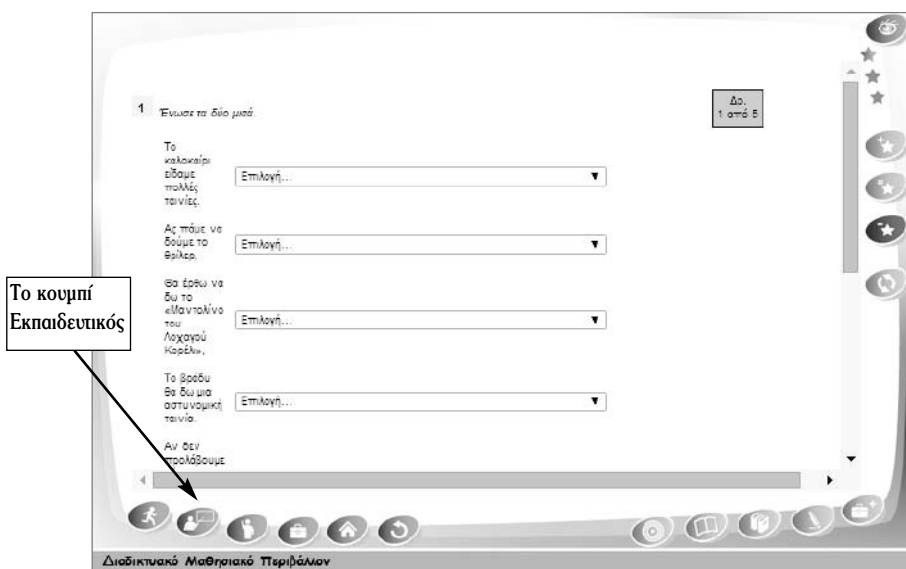 Δρ.
1 από 5
1 Ένωσε τα δύο μισά.
Το
καλοκαίρι
είδαμε
πολλές
ταινίες.
Επιλογή...
Ας πάμε να
δούμε το
θρίλερ,
Επιλογή...
Θα έρθω να
δω το
«Μαντολίνο
του
Λοχαγού
Κορέλι»,
Επιλογή...
Το βράδυ
θα δω μια
αστυνομική
ταινία.
Επιλογή...
Αν δεν
προλάβουμε
Το κουμπί
Εκπαιδευτικός
Διαδικτυακό Μαθησιακό Περιβάλλον